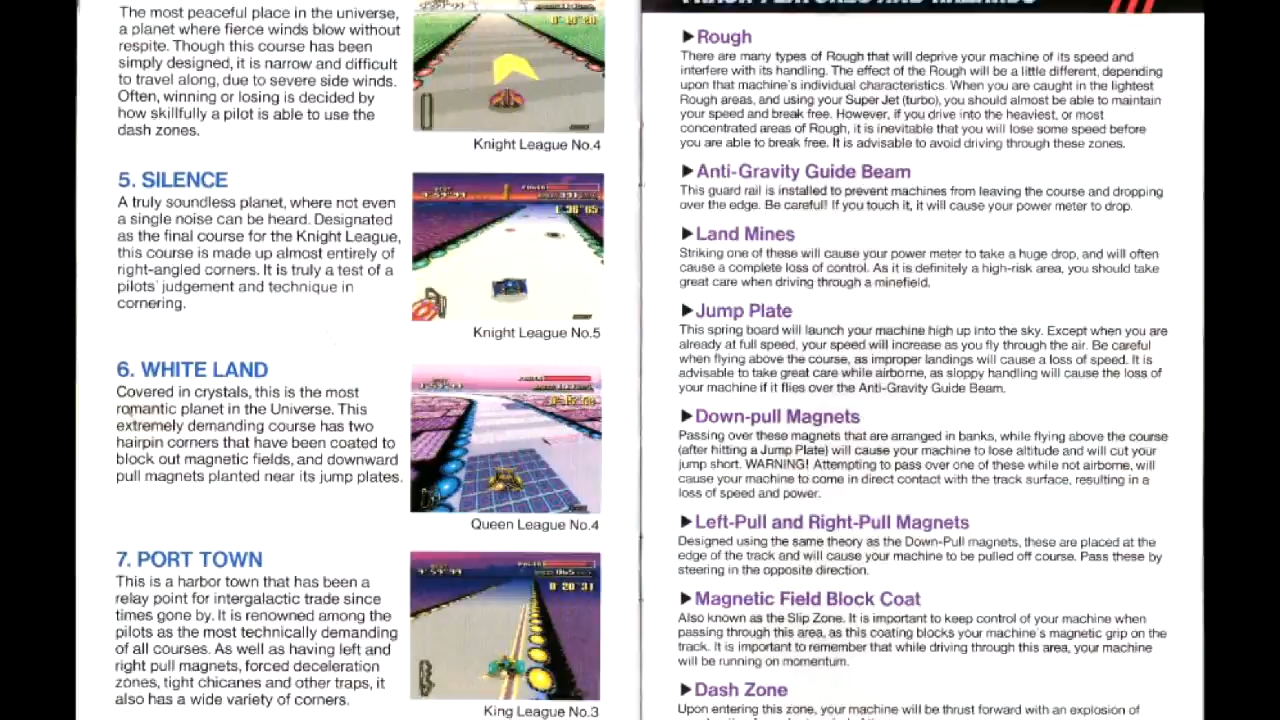 The most peaceful place in the universe,
a planet where fierce winds blow without
respite. Though this course has been
simply designed, it is narrow and difficult
to travel along, due to severe side winds.
Often, winning or losing is decided by
how skillfully a pilot is able to use the
dash zones.
Knight League No.4
5. SILENCE
A truly soundless planet, where not even
a single noise can be heard. Designated
as the final course for the Knight League,
this course is made up almost entirely of
right-angled corners. It is truly a test of a
pilots' judgement and technique in
cornering.
Knight League No.5
6. WHITE LAND
Covered in crystals, this is the most
romantic planet in the Universe. This
extremely demanding course has two
hairpin corners that have been coated to
block out magnetic fields, and downward
pull magnets planted near its jump plates.
Queen League No.4
7. PORT TOWN
This is a harbor town that has been a
relay point for intergalactic trade since
times gone by. It is renowned among the
pilots as the most technically demanding
of all courses. As well as having left and
right pull magnets, forced deceleration
zones, tight chicanes and other traps, it
also has a wide variety of corners.
King League No.3
TRACK FEATURES AND HAZARDS
▶Rough
There are many types of Rough that will deprive your machine of its speed and
interfere with its handling. The effect of the Rough will be a little different, depending
upon that machine's individual characteristics. When you are caught in the lightest
Rough areas, and using your Super Jet (turbo), you should almost be able to maintain
your speed and break free. However, if you drive into the heaviest, or most
concentrated areas of Rough, it is inevitable that you will lose some speed before
you are able to break free. It is advisable to avoid driving through these zones.
▶Anti-Gravity Guide Beam
This guard rail is installed to prevent machines from leaving the course and dropping
over the edge. Be careful! If you touch it, it will cause your power meter to drop.
▶Land Mines
Striking one of these will cause your power meter to take a huge drop, and will often
cause a complete loss of control. As it is definitely a high-risk area, you should take
great care when driving through a minefield.
▶Jump Plate
This spring board will launch your machine high up into the sky. Except when you are
already at full speed, your speed will increase as you fly through the air. Be careful
when flying above the course, as improper landings will cause a loss of speed. It is
advisable to take great care while airborne, as sloppy handling will cause the loss of
your machine if it flies over the Anti-Gravity Guide Beam.
▶Down-pull Magnets
Passing over these magnets that are arranged in banks, while flying above the course
(after hitting a Jump Plate) will cause your machine to lose altitude and will cut your
jump short. WARNING! Attempting to pass over one of these while not airborne, will
cause your machine to come in direct contact with the track surface, resulting in a
loss of speed and power.
▶Left-Pull and Right-Pull Magnets
Designed using the same theory as the Down-Pull magnets, these are placed at the
edge of the track and will cause your machine to be pulled off course. Pass these by
steering in the opposite direction.
▶Magnetic Field Block Coat
Also known as the Slip Zone. It is important to keep control of your machine when
passing through this area, as this coating blocks your machine's magnetic grip on the
track. It is important to remember that while driving through this area, your machine
will be running on momentum.
▶Dash Zone
Upon entering this zone, your machine will be thrust forward with an explosion of